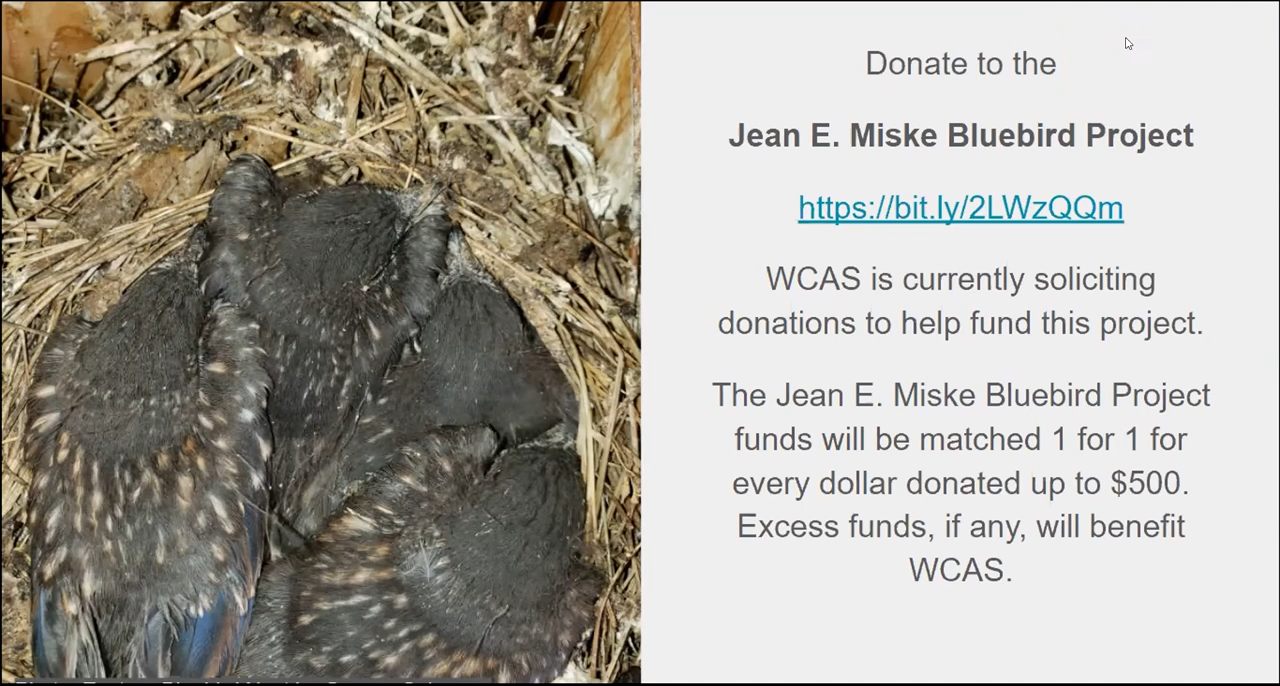 Donate to the
Jean E. Miske Bluebird Project
https://bit.ly/2LWzQQm
WCAS is currently soliciting
donations to help fund this project.
The Jean E. Miske Bluebird Project
funds will be matched 1 for 1 for
every dollar donated up to $500.
Excess funds, if any, will benefit
WCAS.